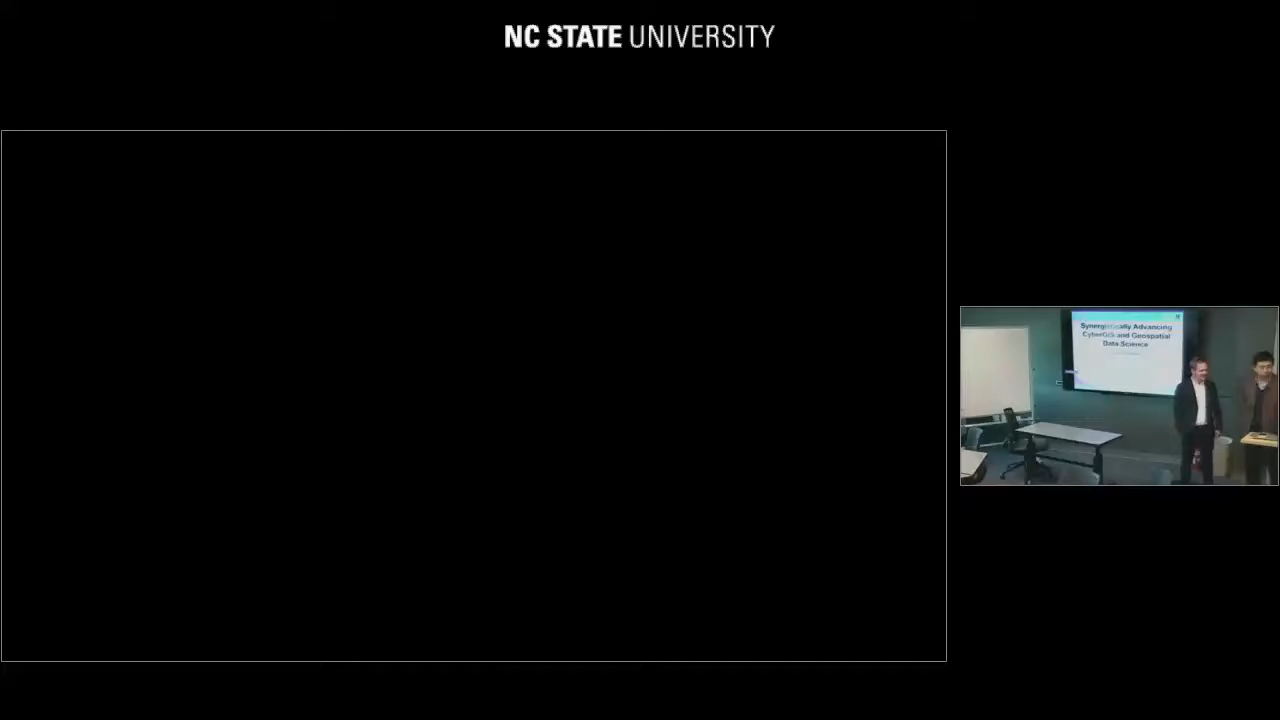 NC STATE UNIVERSITY
Synergistically Advancing
CyberGIS and Geospatial
Data Science